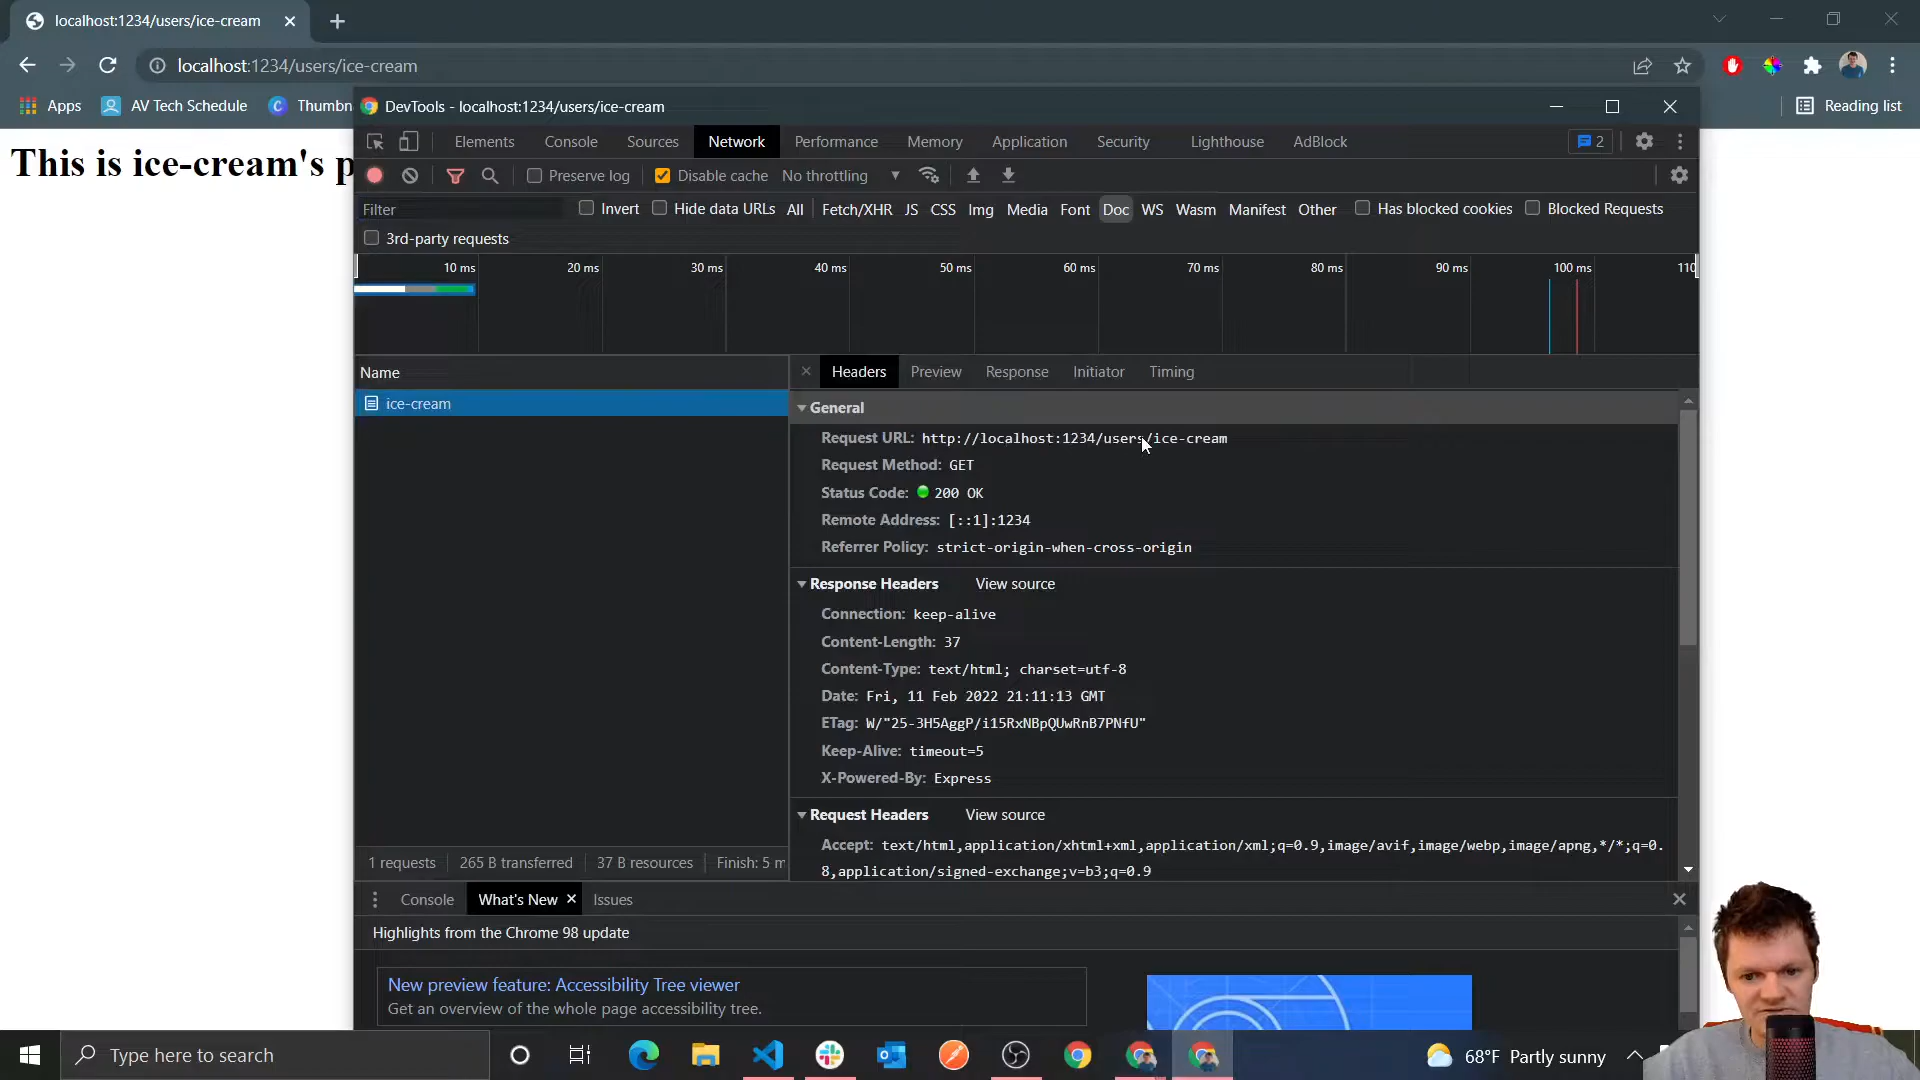 localhost:1234/users/ice-cream
localhost:1234/users/ice-cream
Apps
AV Tech Schedule
Thumbn
Reading list
DevTools - localhost:1234/users/ice-cream
This is ice-cream's p
Elements Console Sources Network Performance Memory Application Security Lighthouse AdBlock 2
Preserve log Disable cache No throttling
Filter Invert Hide data URLs All Fetch/XHR JS CSS Img Media Font Doc WS Wasm Manifest Other Has blocked cookies Blocked Requests
3rd-party requests
10 ms 20 ms 30 ms 40 ms 50 ms 60 ms 70 ms 80 ms 90 ms 100 ms 110
Name
ice-cream
Headers Preview Response Initiator Timing
General
Request URL: http://localhost:1234/users/ice-cream
Request Method: GET
Status Code: 200 OK
Remote Address: [::1]:1234
Referrer Policy: strict-origin-when-cross-origin
Response Headers View source
Connection: keep-alive
Content-Length: 37
Content-Type: text/html; charset=utf-8
Date: Fri, 11 Feb 2022 21:11:13 GMT
ETag: W/"25-3H5AggP/i15RxNBpQUwRnB7PNfU"
Keep-Alive: timeout=5
X-Powered-By: Express
Request Headers View source
Accept: text/html,application/xhtml+xml,application/xml;q=0.9,image/avif,image/webp,image/apng,*/*;q=0.
8,application/signed-exchange;v=b3;q=0.9
1 requests 265 B transferred 37 B resources Finish: 5 m
Console What's New Issues
Highlights from the Chrome 98 update
New preview feature: Accessibility Tree viewer
Get an overview of the whole page accessibility tree.
Type here to search
68°F Partly sunny